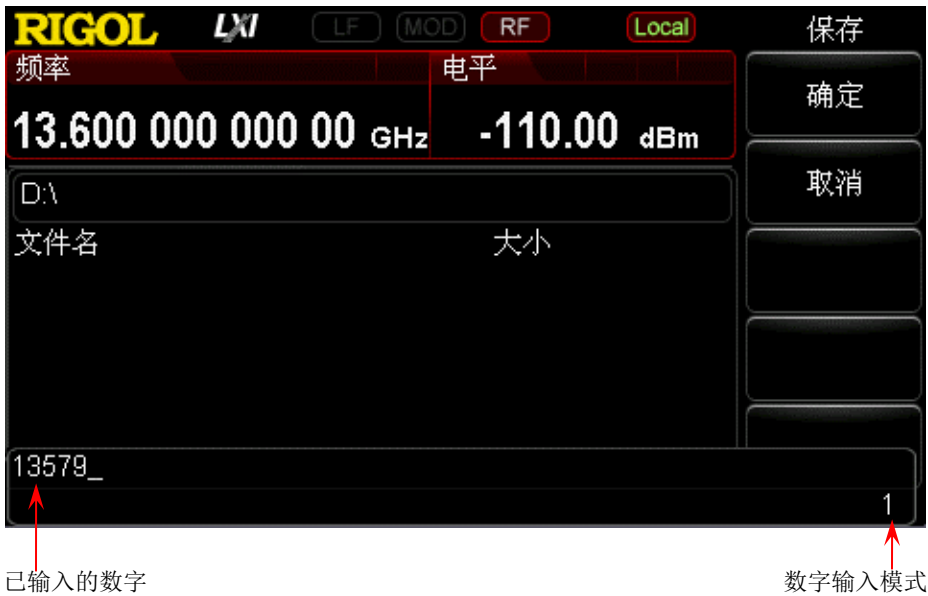 RIGOL LXI LF MOD RF Local 保存
频率 电平
13.600 000 000 00 GHz -110.00 dBm
确定
取消
D:\
文件名 大小
13579_
1
已输入的数字 数字输入模式